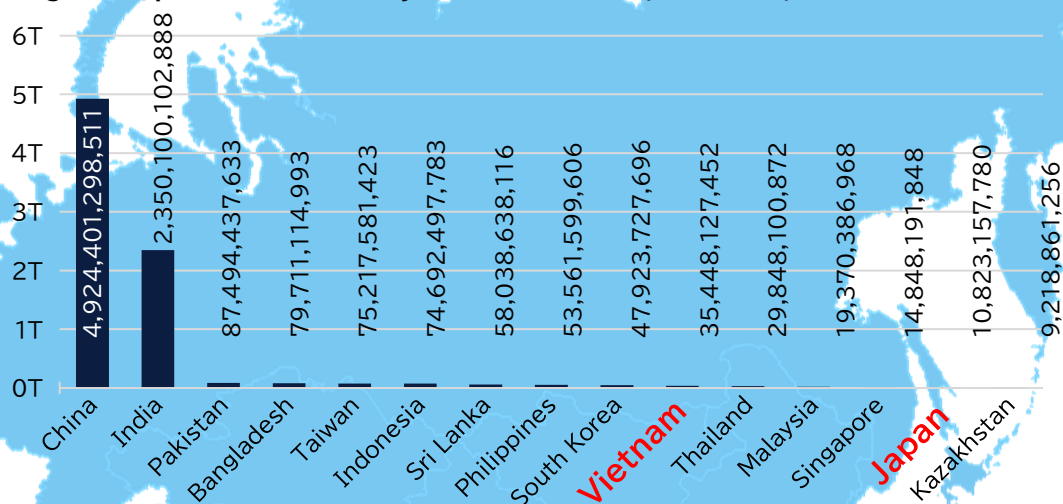 6T
5T
4T
3T
2T
1T
0T
4,924,401,298,511
2,350,100,102,888
87,494,437,633
79,711,114,993
75,217,581,423
74,692,497,783
58,038,638,116
53,561,599,606
47,923,727,696
35,448,127,452
29,848,100,872
19,370,386,968
14,848,191,848
10,823,157,780
9,218,861,256
China
India
Pakistan
Bangladesh
Taiwan
Indonesia
Sri Lanka
Philippines
South Korea
Vietnam
Thailand
Malaysia
Singapore
Japan
Kazakhstan